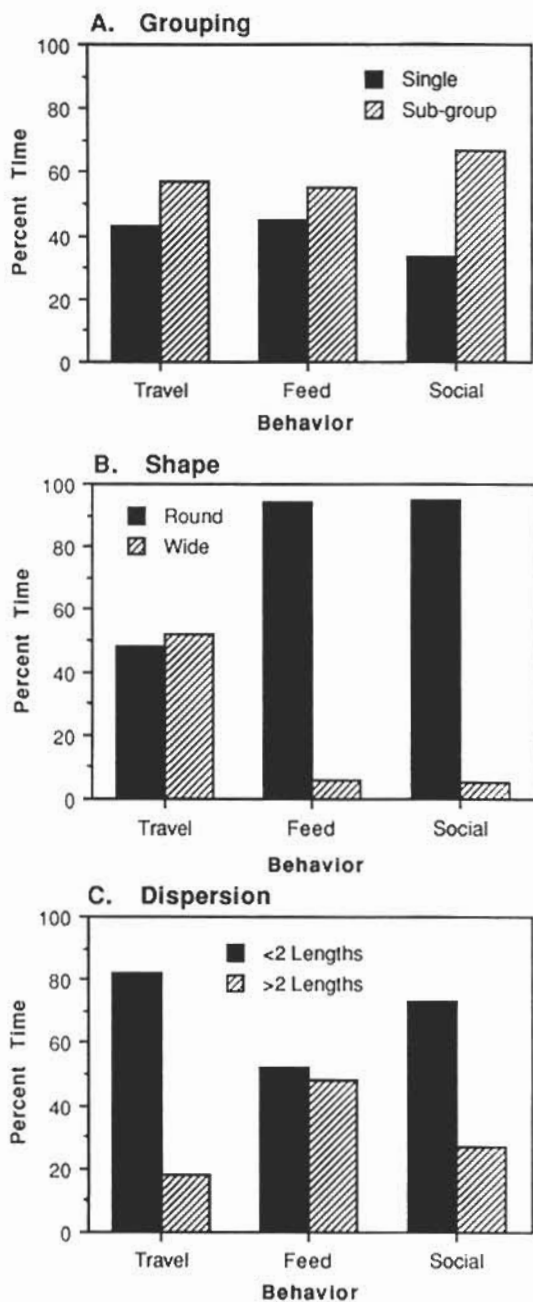 A. Grouping
100
80
60
40
20
0
Percent Time
Single
Sub-group
Travel Feed Social
Behavior
B. Shape
100
80
60
40
20
0
Percent Time
Round
Wide
Travel Feed Social
Behavior
C. Dispersion
100
80
60
40
20
0
Percent Time
<2 Lengths
>2 Lengths
Travel Feed Social
Behavior